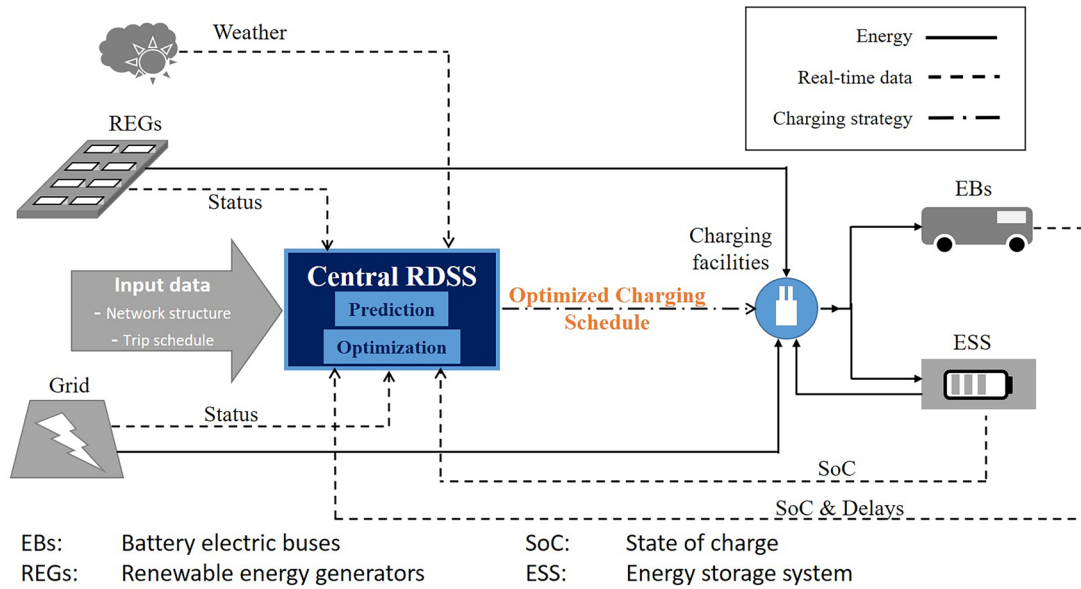 Weather
Energy
Real-time data
Charging strategy
REGs
Status
EBs
Charging
facilities
Input data
- Network structure
- Trip schedule
Central RDSS
Prediction
Optimization
Optimized Charging
Schedule
ESS
Grid
Status
SoC
SoC & Delays
EBs: Battery electric buses
REGs: Renewable energy generators
SoC: State of charge
ESS: Energy storage system